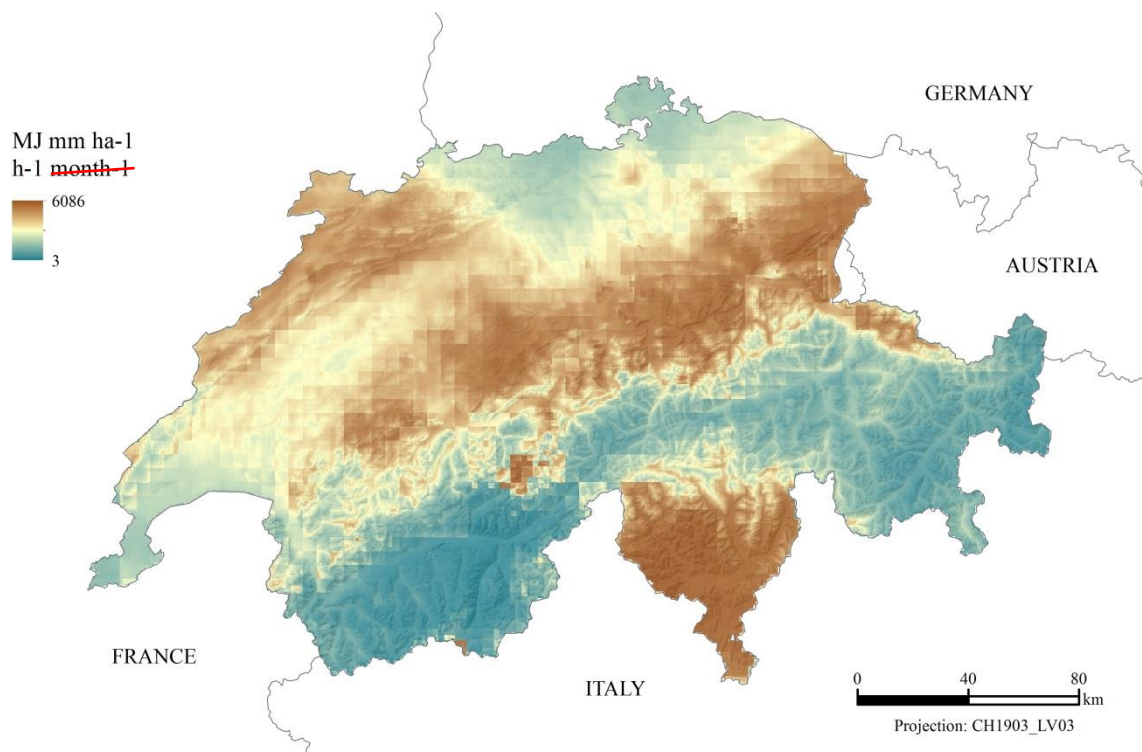 GERMANY
MJ mm ha-1
h-1 month-1
6086
3
AUSTRIA
FRANCE
ITALY
0 40 80
km
Projection: CH1903_LV03